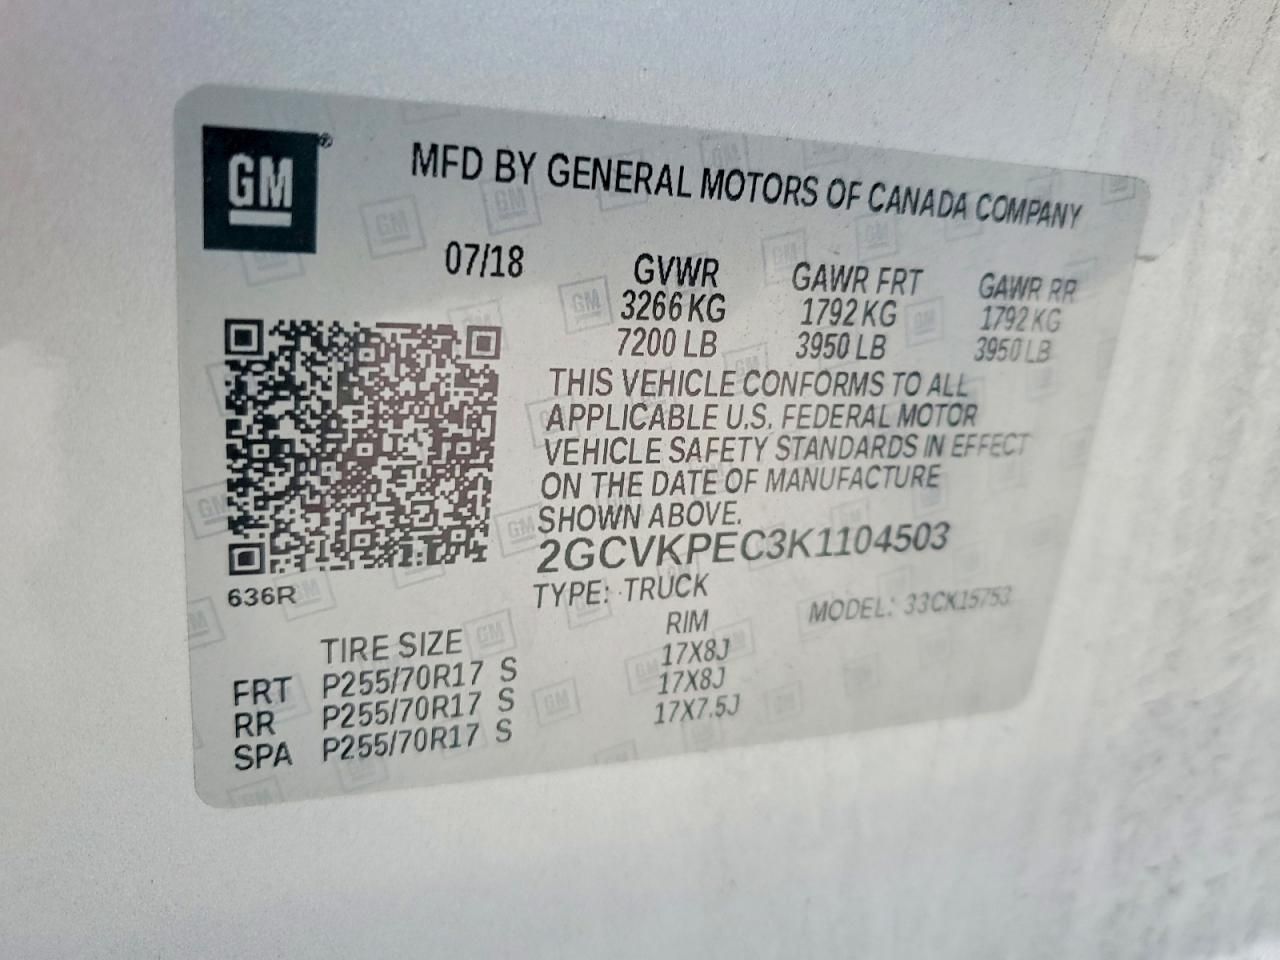 GM ®
MFD BY GENERAL MOTORS OF CANADA COMPANY
07/18 GVWR GAWR FRT GAWR RR
3266 KG 1792 KG 1792 KG
7200 LB 3950 LB 3950 LB
THIS VEHICLE CONFORMS TO ALL
APPLICABLE U.S. FEDERAL MOTOR
VEHICLE SAFETY STANDARDS IN EFFECT
ON THE DATE OF MANUFACTURE
SHOWN ABOVE.
2GCVKPEC3K1104503
636R
TYPE: TRUCK MODEL: 33CK15753
TIRE SIZE RIM
FRT P255/70R17 S 17X8J
RR P255/70R17 S 17X8J
SPA P255/70R17 S 17X7.5J